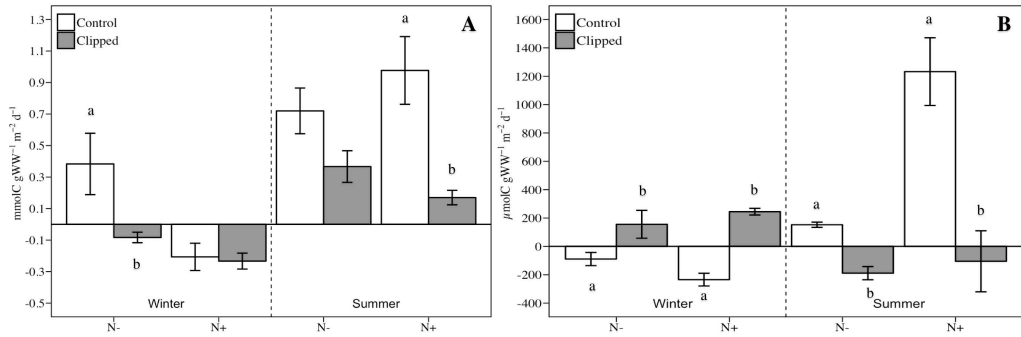 A
Control
Clipped
mmolC gWW⁻¹ m⁻² d⁻¹
1.3
1.1
0.9
0.7
0.5
0.3
0.1
-0.1
-0.3
-0.5
a
b
a
b
Winter
Summer
N-
N+
N-
N+
B
Control
Clipped
µmolC gWW⁻¹ m⁻² d⁻¹
1600
1400
1200
1000
800
600
400
200
0
-200
-400
a
b
a
b
a
b
a
b
Winter
Summer
N-
N+
N-
N+